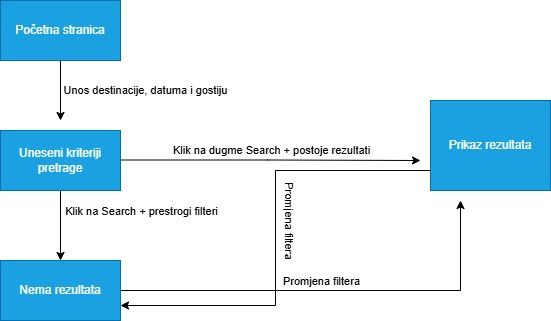 Početna stranica
Unos destinacije, datuma i gostiju
Uneseni kriteriji
pretrage
Klik na dugme Search + postoje rezultati
Prikaz rezultata
Klik na Search + prestrogi filteri
Promjena filtera
Nema rezultata
Promjena filtera